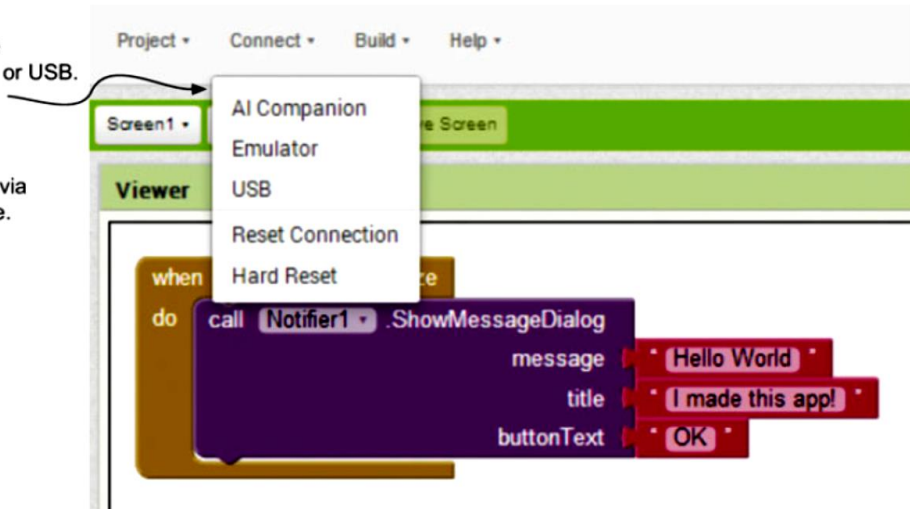 Project Connect Build Help
or USB.
AI Companion
Screen1 e Screen
Emulator
via
Viewer USB
e.
Reset Connection
when Hard Reset ze
do call Notifier1 .ShowMessageDialog
message " Hello World "
title " I made this app! "
buttonText " OK "